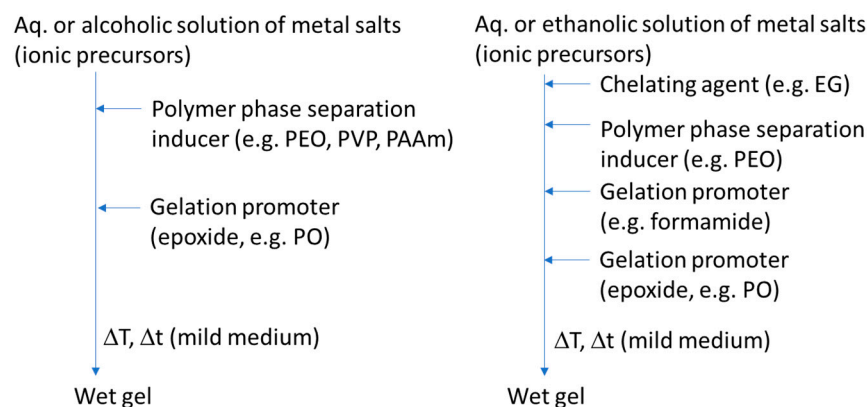 Aq. or alcoholic solution of metal salts
(ionic precursors)
Polymer phase separation
inducer (e.g. PEO, PVP, PAAm)
Gelation promoter
(epoxide, e.g. PO)
ΔT, Δt (mild medium)
Wet gel
Aq. or ethanolic solution of metal salts
(ionic precursors)
Chelating agent (e.g. EG)
Polymer phase separation
inducer (e.g. PEO)
Gelation promoter
(e.g. formamide)
Gelation promoter
(epoxide, e.g. PO)
ΔT, Δt (mild medium)
Wet gel